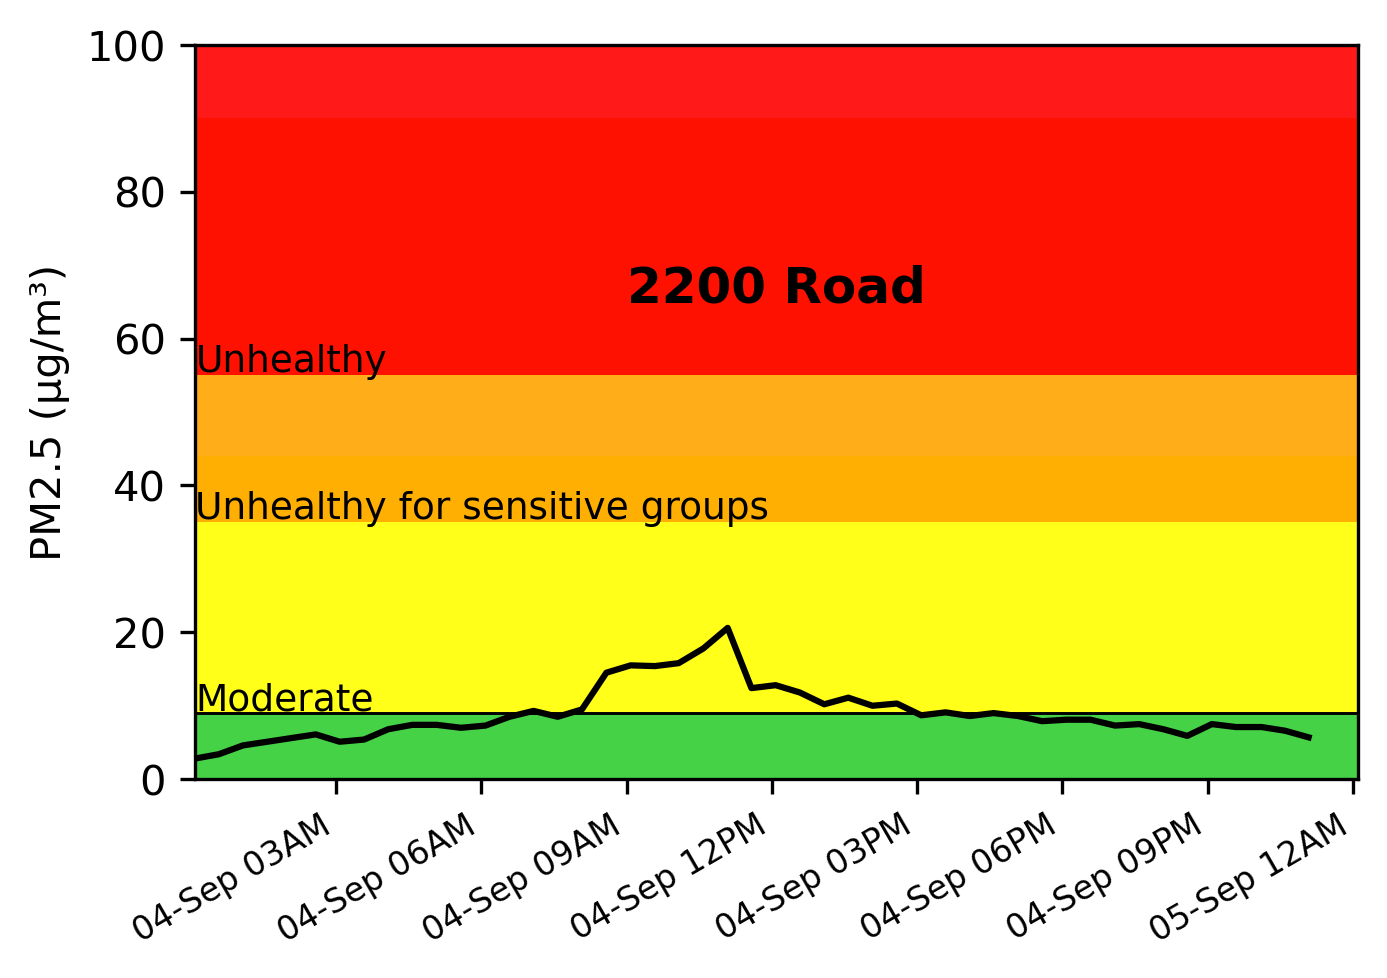 100
80
60
40
20
0
PM2.5 (µg/m³)
2200 Road
Unhealthy
Unhealthy for sensitive groups
Moderate
04-Sep 03AM
04-Sep 06AM
04-Sep 09AM
04-Sep 12PM
04-Sep 03PM
04-Sep 06PM
04-Sep 09PM
05-Sep 12AM